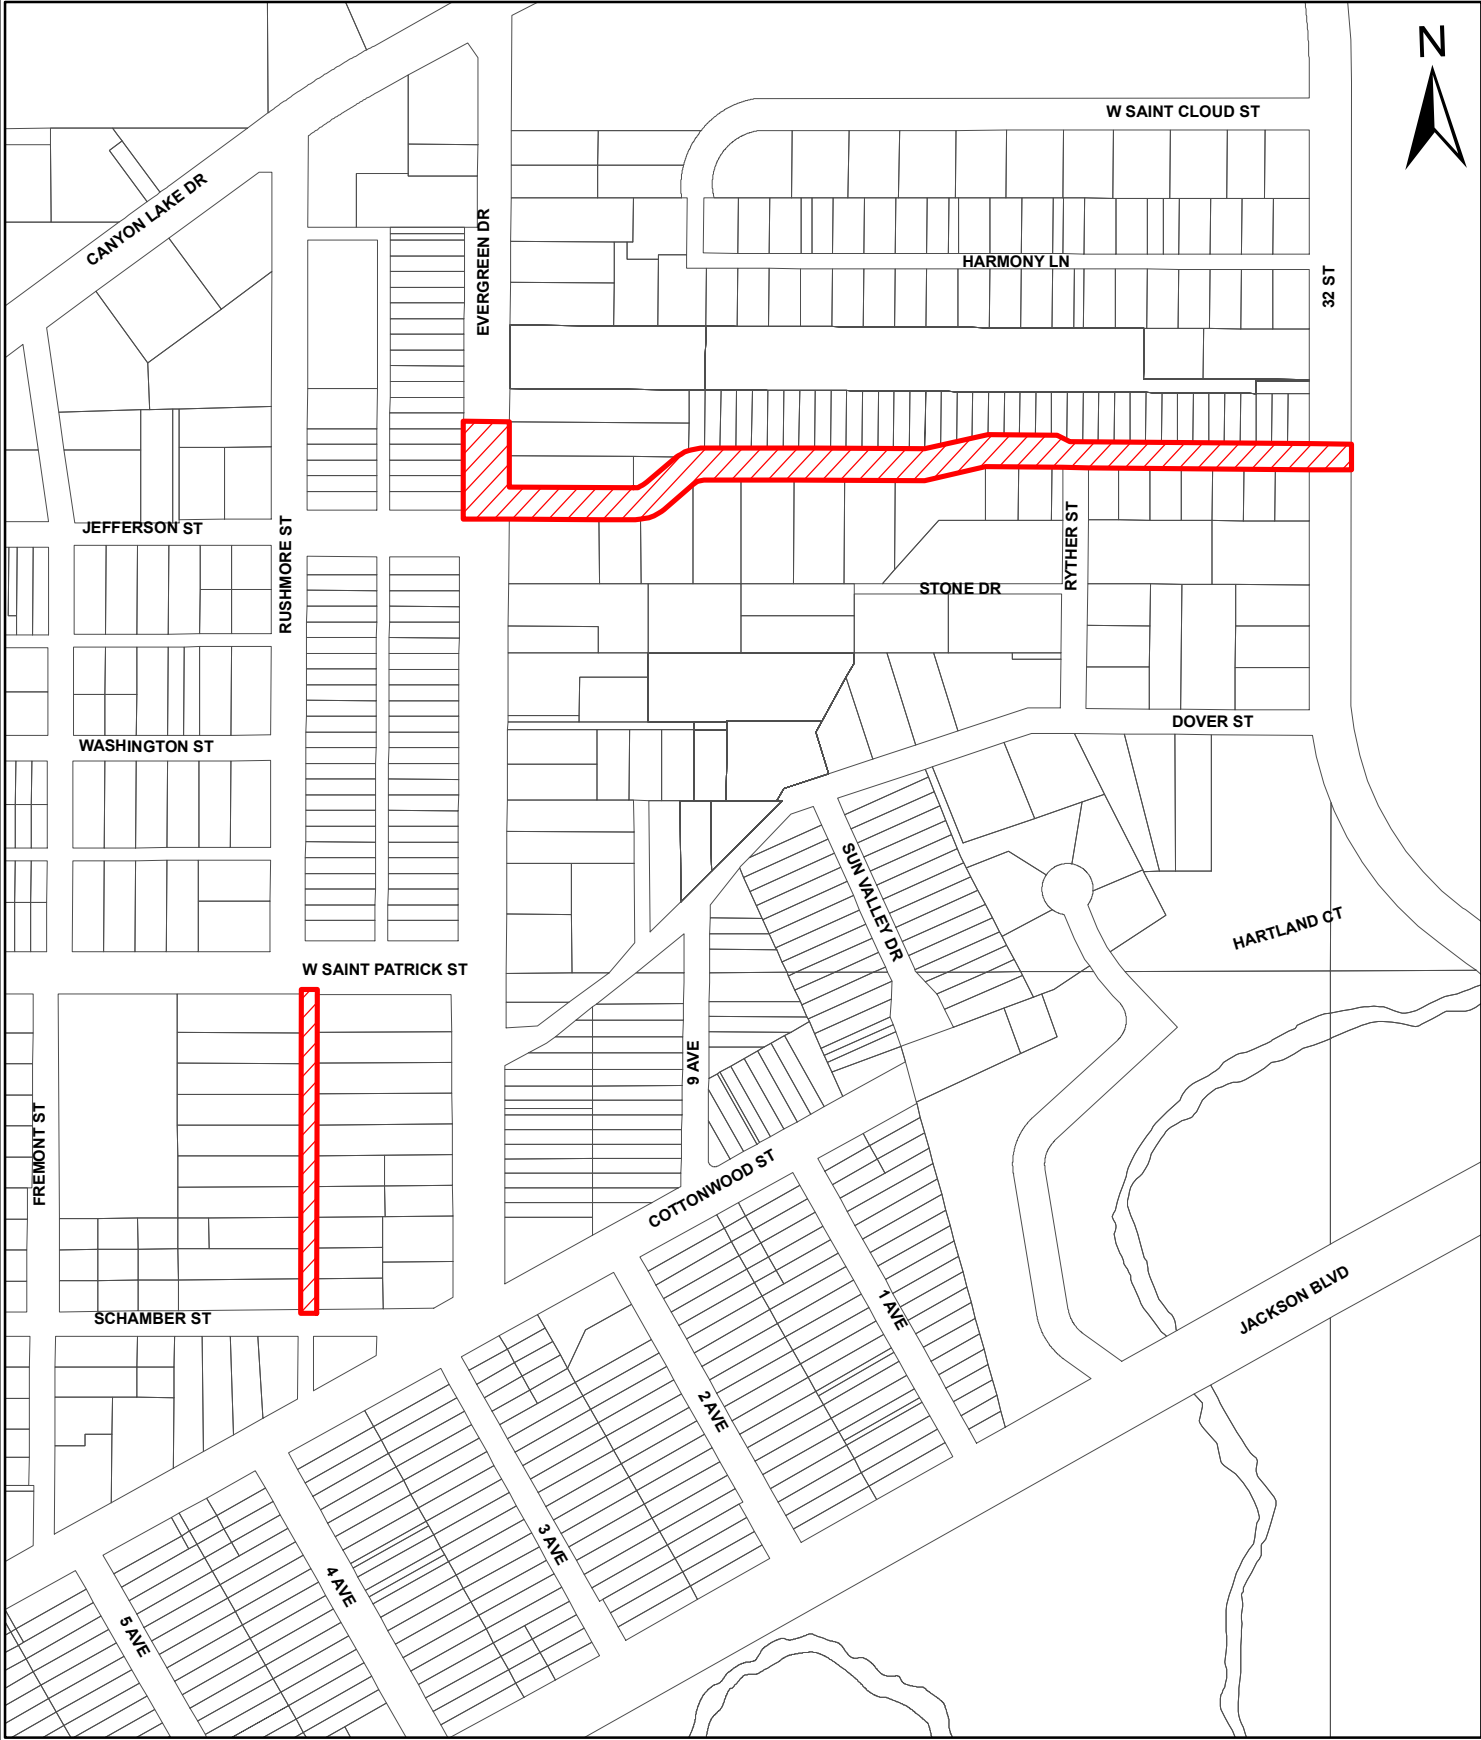 N
W SAINT CLOUD ST
CANYON LAKE DR
EVERGREEN DR
HARMONY LN
32 ST
JEFFERSON ST
RUSHMORE ST
RYTHER ST
STONE DR
DOVER ST
WASHINGTON ST
SUN VALLEY DR
HARTLAND CT
W SAINT PATRICK ST
9 AVE
FREMONT ST
COTTONWOOD ST
SCHAMBER ST
1 AVE
JACKSON BLVD
2 AVE
3 AVE
4 AVE
5 AVE